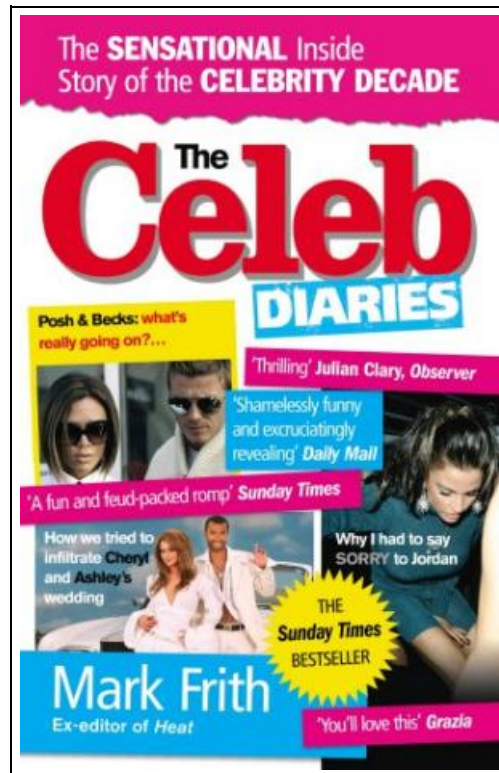 The SENSATIONAL Inside
Story of the CELEBRITY DECADE
The
Celeb
DIARIES
Posh & Becks: what's
really going on?...
'Thrilling' Julian Clary, Observer
'Shamelessly funny
and excruciatingly
revealing' Daily Mail
'A fun and feud-packed romp' Sunday Times
How we tried to
infiltrate Cheryl
and Ashley's
wedding
Why I had to say
SORRY to Jordan
THE
Sunday Times
BESTSELLER
Mark Frith
Ex-editor of Heat
'You'll love this' Grazia